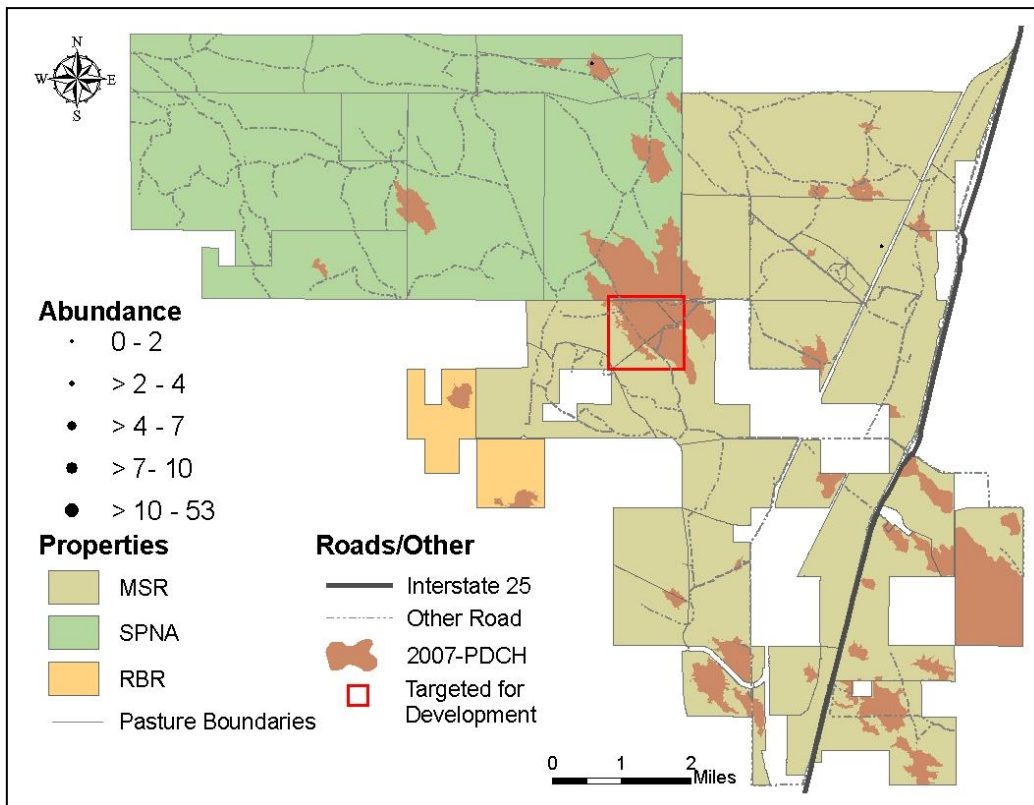 N
W E
S
Abundance
0 - 2
> 2 - 4
> 4 - 7
> 7- 10
> 10 - 53
Properties
MSR
SPNA
RBR
Pasture Boundaries
Roads/Other
Interstate 25
Other Road
2007-PDCH
Targeted for
Development
0 1 2
Miles